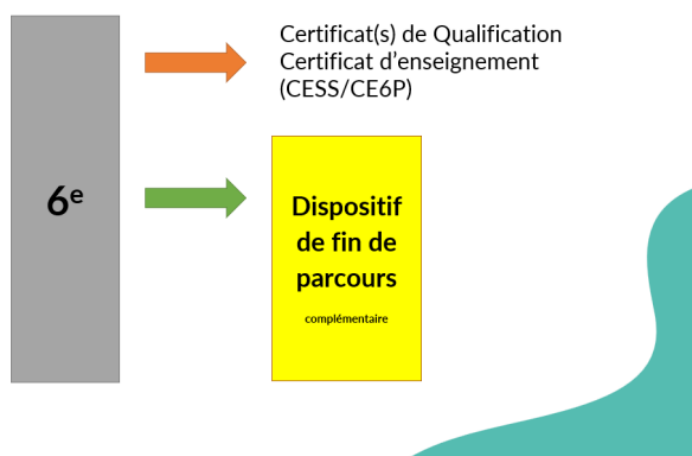 6e
Certificat(s) de Qualification
Certificat d'enseignement
(CESS/CE6P)
Dispositif
de fin de
parcours
complémentaire